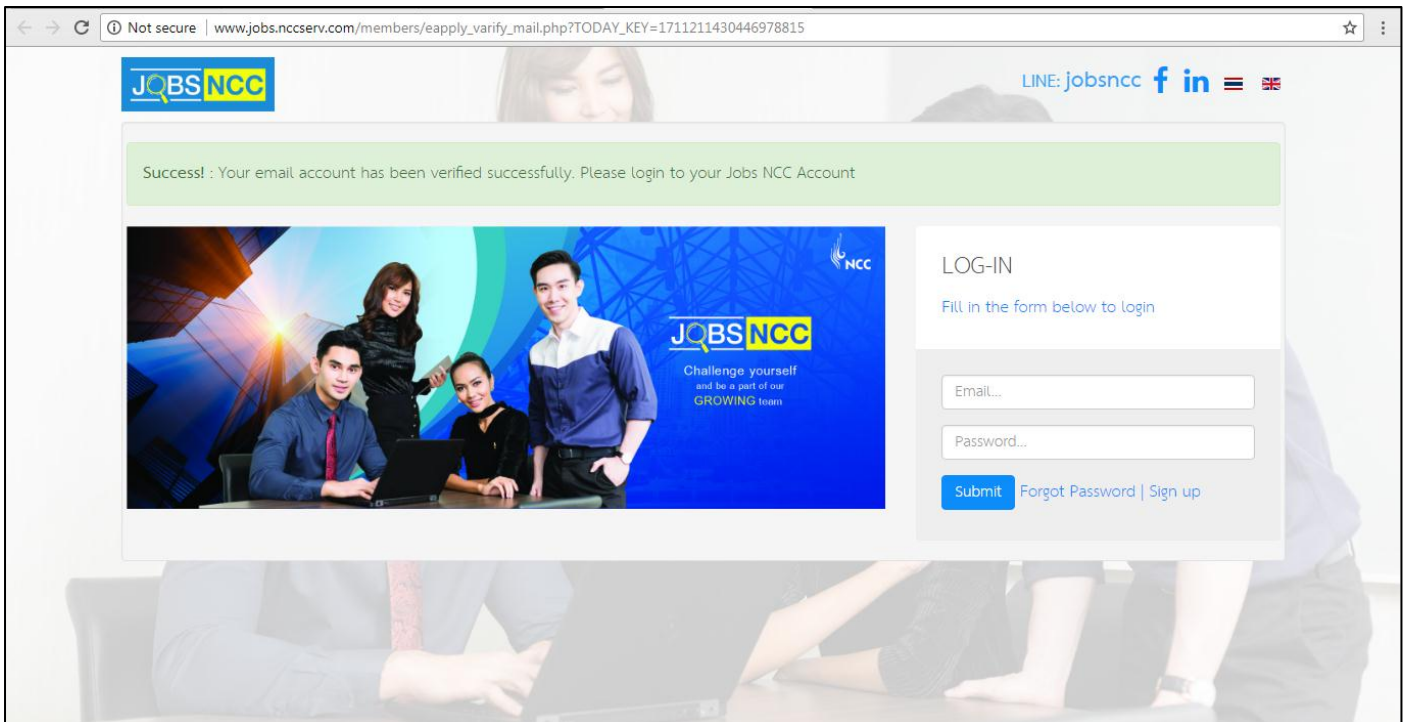 Not secure | www.jobs.nccserv.com/members/eapply_varify_mail.php?TODAY_KEY=1711211430446978815
JOBS NCC
LINE: jobsncc f in
Success! : Your email account has been verified successfully. Please login to your Jobs NCC Account
NCC
JOBS NCC
Challenge yourself
and be a part of our
GROWING team
LOG-IN
Fill in the form below to login
Email...
Password...
Submit Forgot Password | Sign up